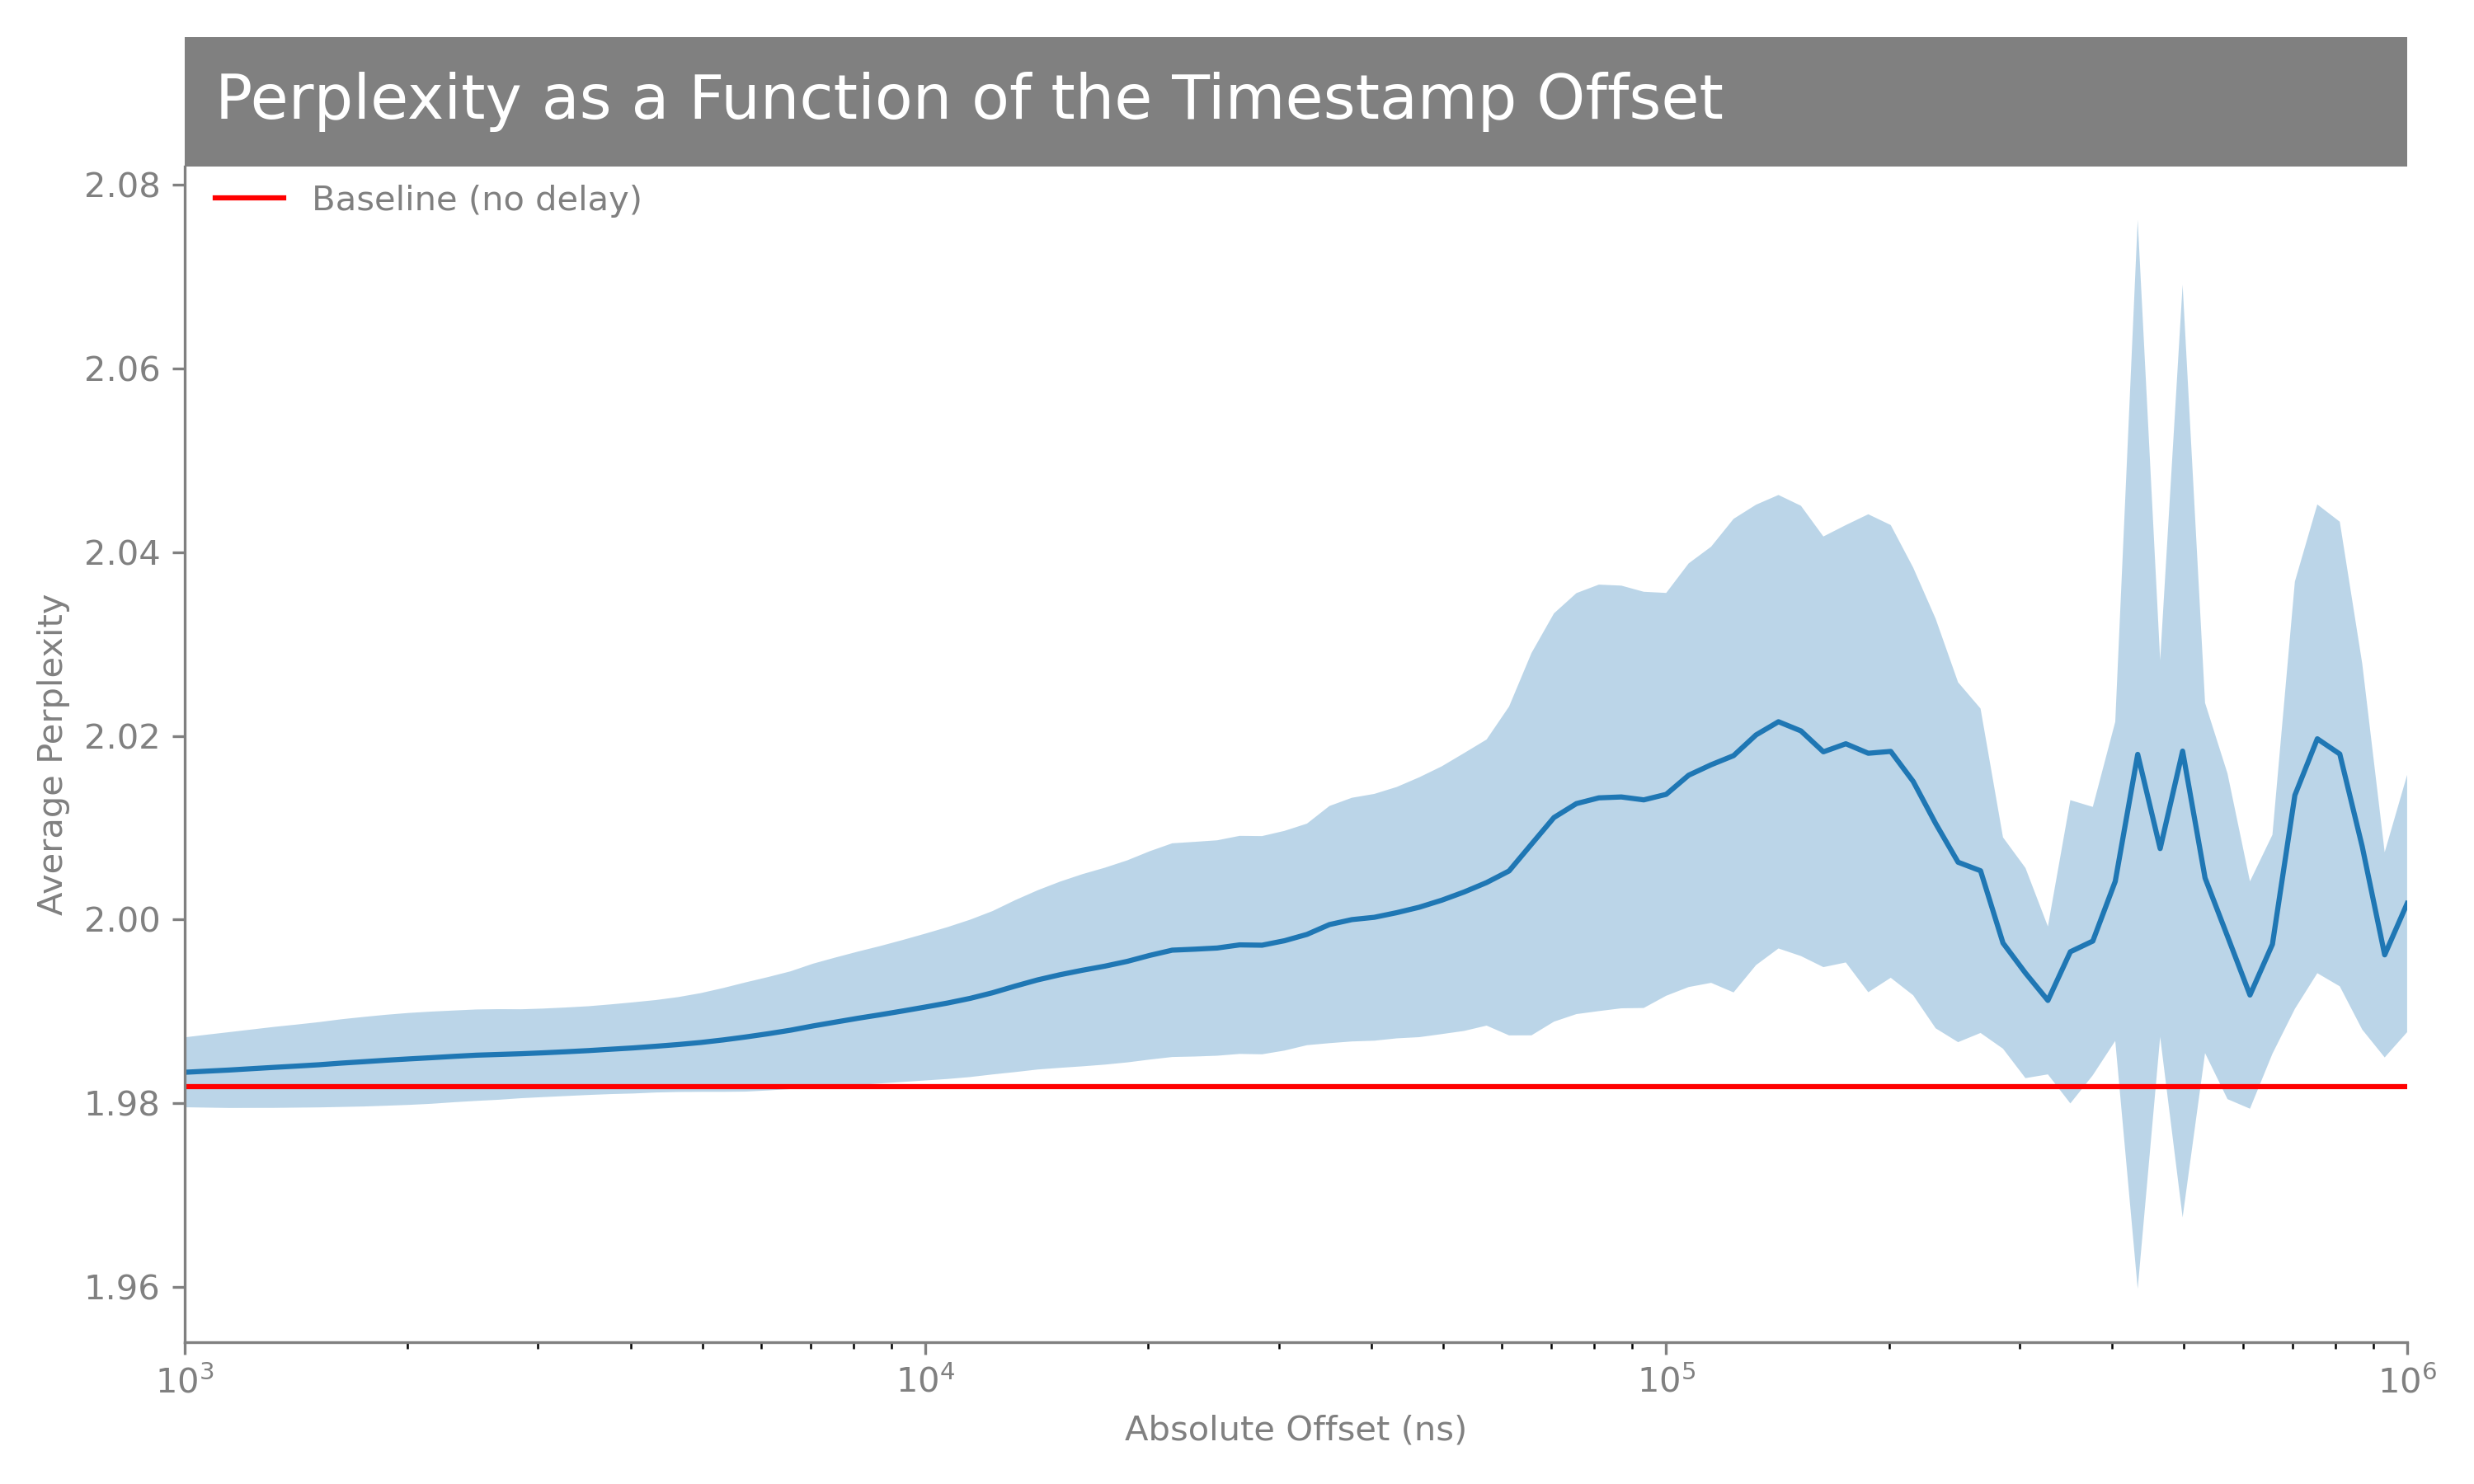 Perplexity as a Function of the Timestamp Offset
Baseline (no delay)
2.08
2.06
2.04
2.02
2.00
1.98
1.96
Average Perplexity
10³
10⁴
10⁵
10⁶
Absolute Offset (ns)